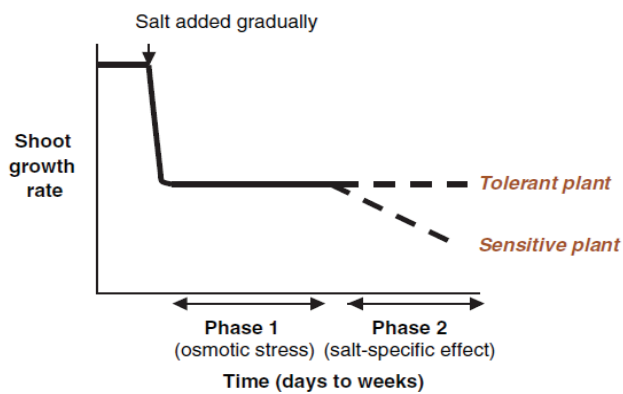 Salt added gradually
Shoot
growth
rate
Tolerant plant
Sensitive plant
Phase 1
(osmotic stress)
Phase 2
(salt-specific effect)
Time (days to weeks)